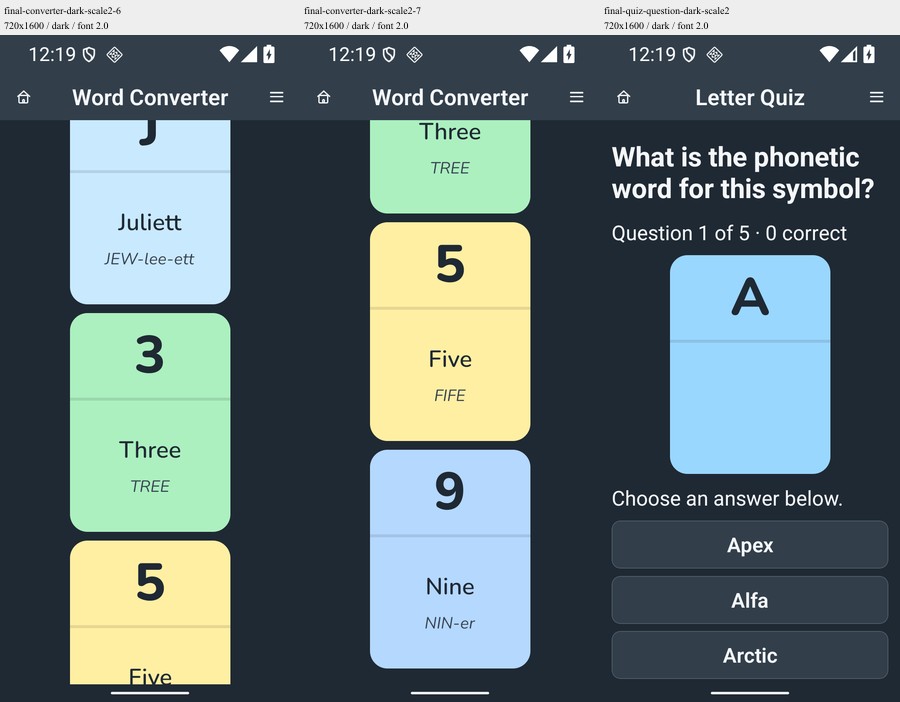 final-converter-dark-scale2-6
720x1600 / dark / font 2.0
12:19
Word Converter
J
Juliett
JEW-lee-ett
3
Three
TREE
5
Five
final-converter-dark-scale2-7
720x1600 / dark / font 2.0
12:19
Word Converter
Three
TREE
5
Five
FIFE
9
Nine
NIN-er
final-quiz-question-dark-scale2
720x1600 / dark / font 2.0
12:19
Letter Quiz
What is the phonetic
word for this symbol?
Question 1 of 5 · 0 correct
A
Choose an answer below.
Apex
Alfa
Arctic